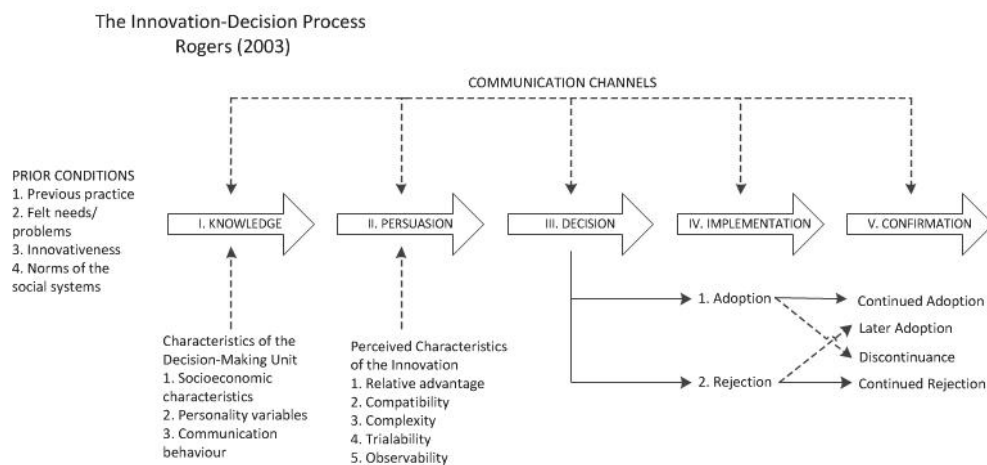 The Innovation-Decision Process
Rogers (2003)
COMMUNICATION CHANNELS
PRIOR CONDITIONS
1. Previous practice
2. Felt needs/
problems
3. Innovativeness
4. Norms of the
social systems
I. KNOWLEDGE
II. PERSUASION
III. DECISION
IV. IMPLEMENTATION
V. CONFIRMATION
1. Adoption
Continued Adoption
Later Adoption
Discontinuance
2. Rejection
Continued Rejection
Characteristics of the
Decision-Making Unit
1. Socioeconomic
characteristics
2. Personality variables
3. Communication
behaviour
Perceived Characteristics
of the Innovation
1. Relative advantage
2. Compatibility
3. Complexity
4. Trialability
5. Observability